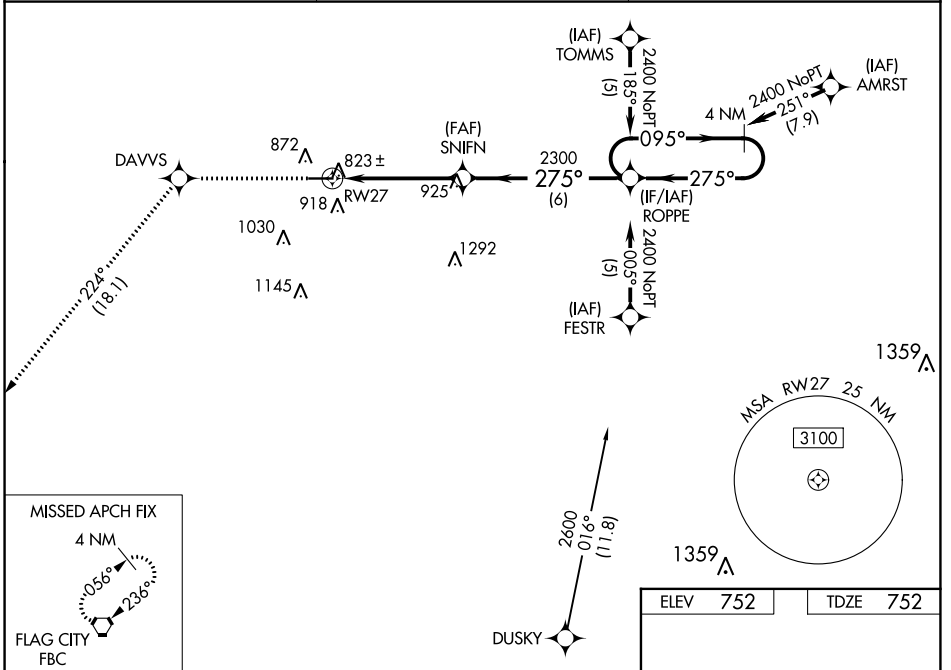 (IAF)
TOMMS
2400 NoPT
185°
(5)
(IAF)
AMRST
2400 NoPT
251°
(7.9)
4 NM
095°
275°
(IF/IAF)
ROPPE
(FAF)
SNIFN
2300
275°
(6)
DAVVS
872
823±
925
918
RW27
1030
1292
1145
224°
(18.1)
2400 NoPT
005°
(5)
(IAF)
FESTR
1359
MSA RW27 25 NM
3100
2600
016°
(11.8)
1359
DUSKY
MISSED APCH FIX
4 NM
056°
236°
FLAG CITY
FBC
ELEV 752
TDZE 752